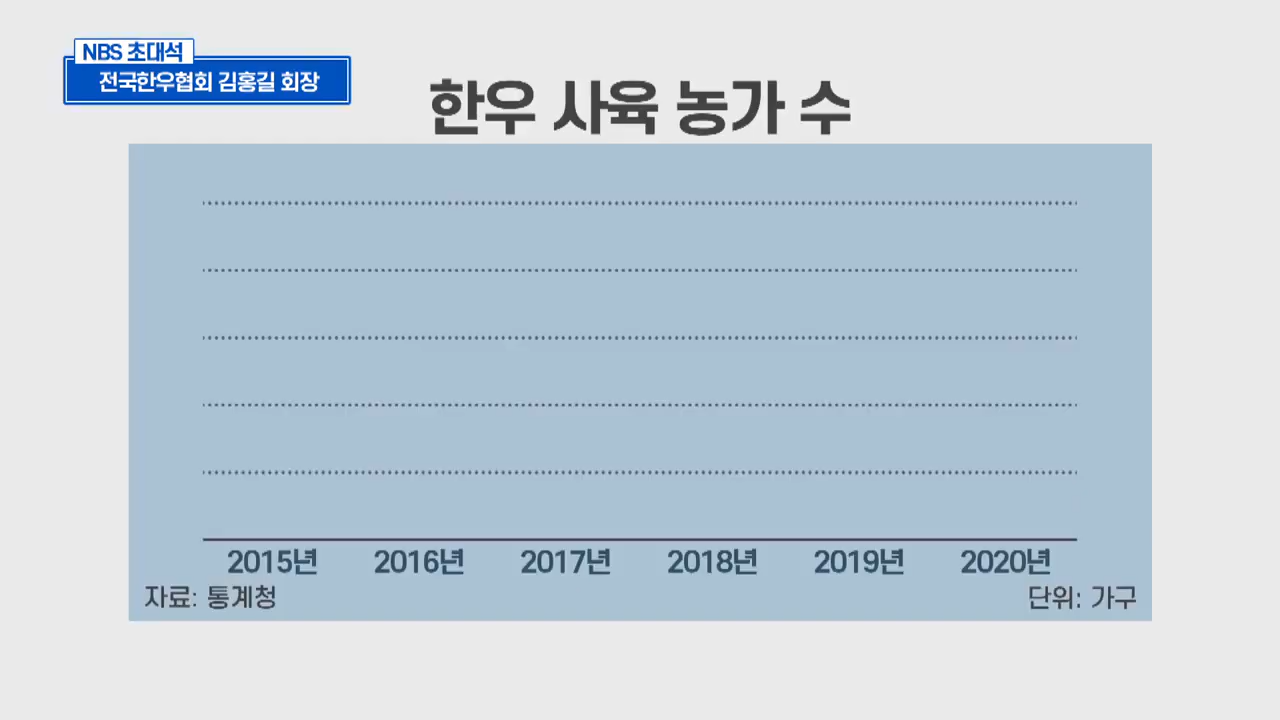 NBS 초대석
전국한우협회 김홍길 회장
한우 사육 농가 수
2015년 2016년 2017년 2018년 2019년 2020년
자료: 통계청 단위: 가구